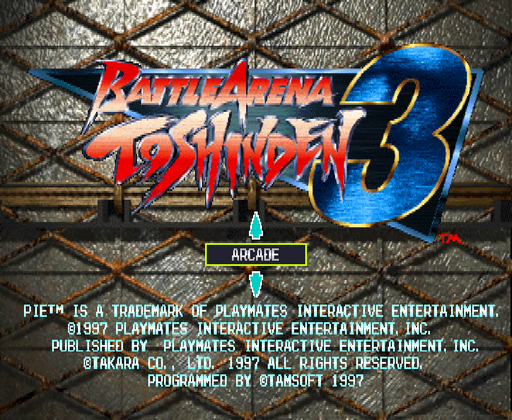 BATTLE ARENA
TOSHINDEN 3
TM
ARCADE
PIE™ IS A TRADEMARK OF PLAYMATES INTERACTIVE ENTERTAINMENT.
©1997 PLAYMATES INTERACTIVE ENTERTAINMENT, INC.
PUBLISHED BY PLAYMATES INTERACTIVE ENTERTAINMENT, INC.
©TAKARA CO., LTD. 1997 ALL RIGHTS RESERVED.
PROGRAMMED BY ©TAMSOFT 1997